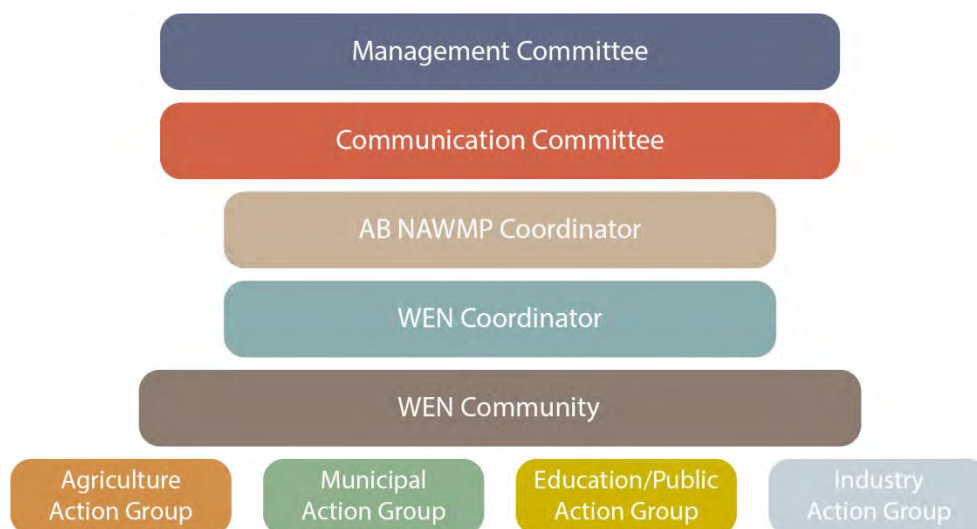 Management Committee
Communication Committee
AB NAWMP Coordinator
WEN Coordinator
WEN Community
Agriculture
Action Group
Municipal
Action Group
Education/Public
Action Group
Industry
Action Group